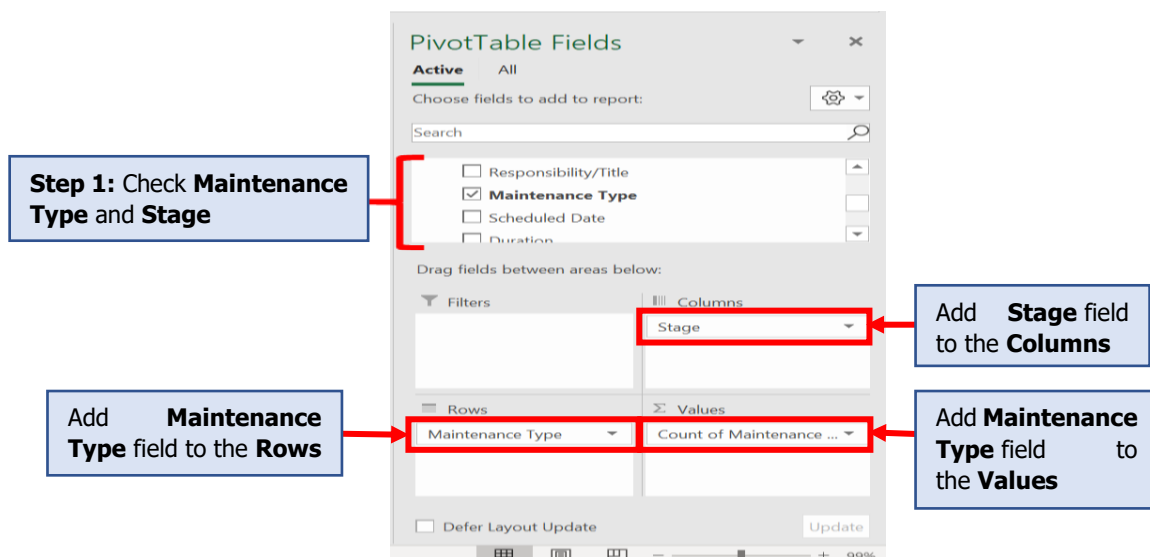 PivotTable Fields
Active All
Choose fields to add to report:
Search
Responsibility/Title
Maintenance Type
Scheduled Date
Duration
Step 1: Check Maintenance
Type and Stage
Drag fields between areas below:
Filters
Columns
Stage
Add Stage field
to the Columns
Rows
Σ Values
Maintenance Type
Count of Maintenance ...
Add Maintenance
Type field to the Rows
Add Maintenance
Type field to
the Values
Defer Layout Update
Update
99%